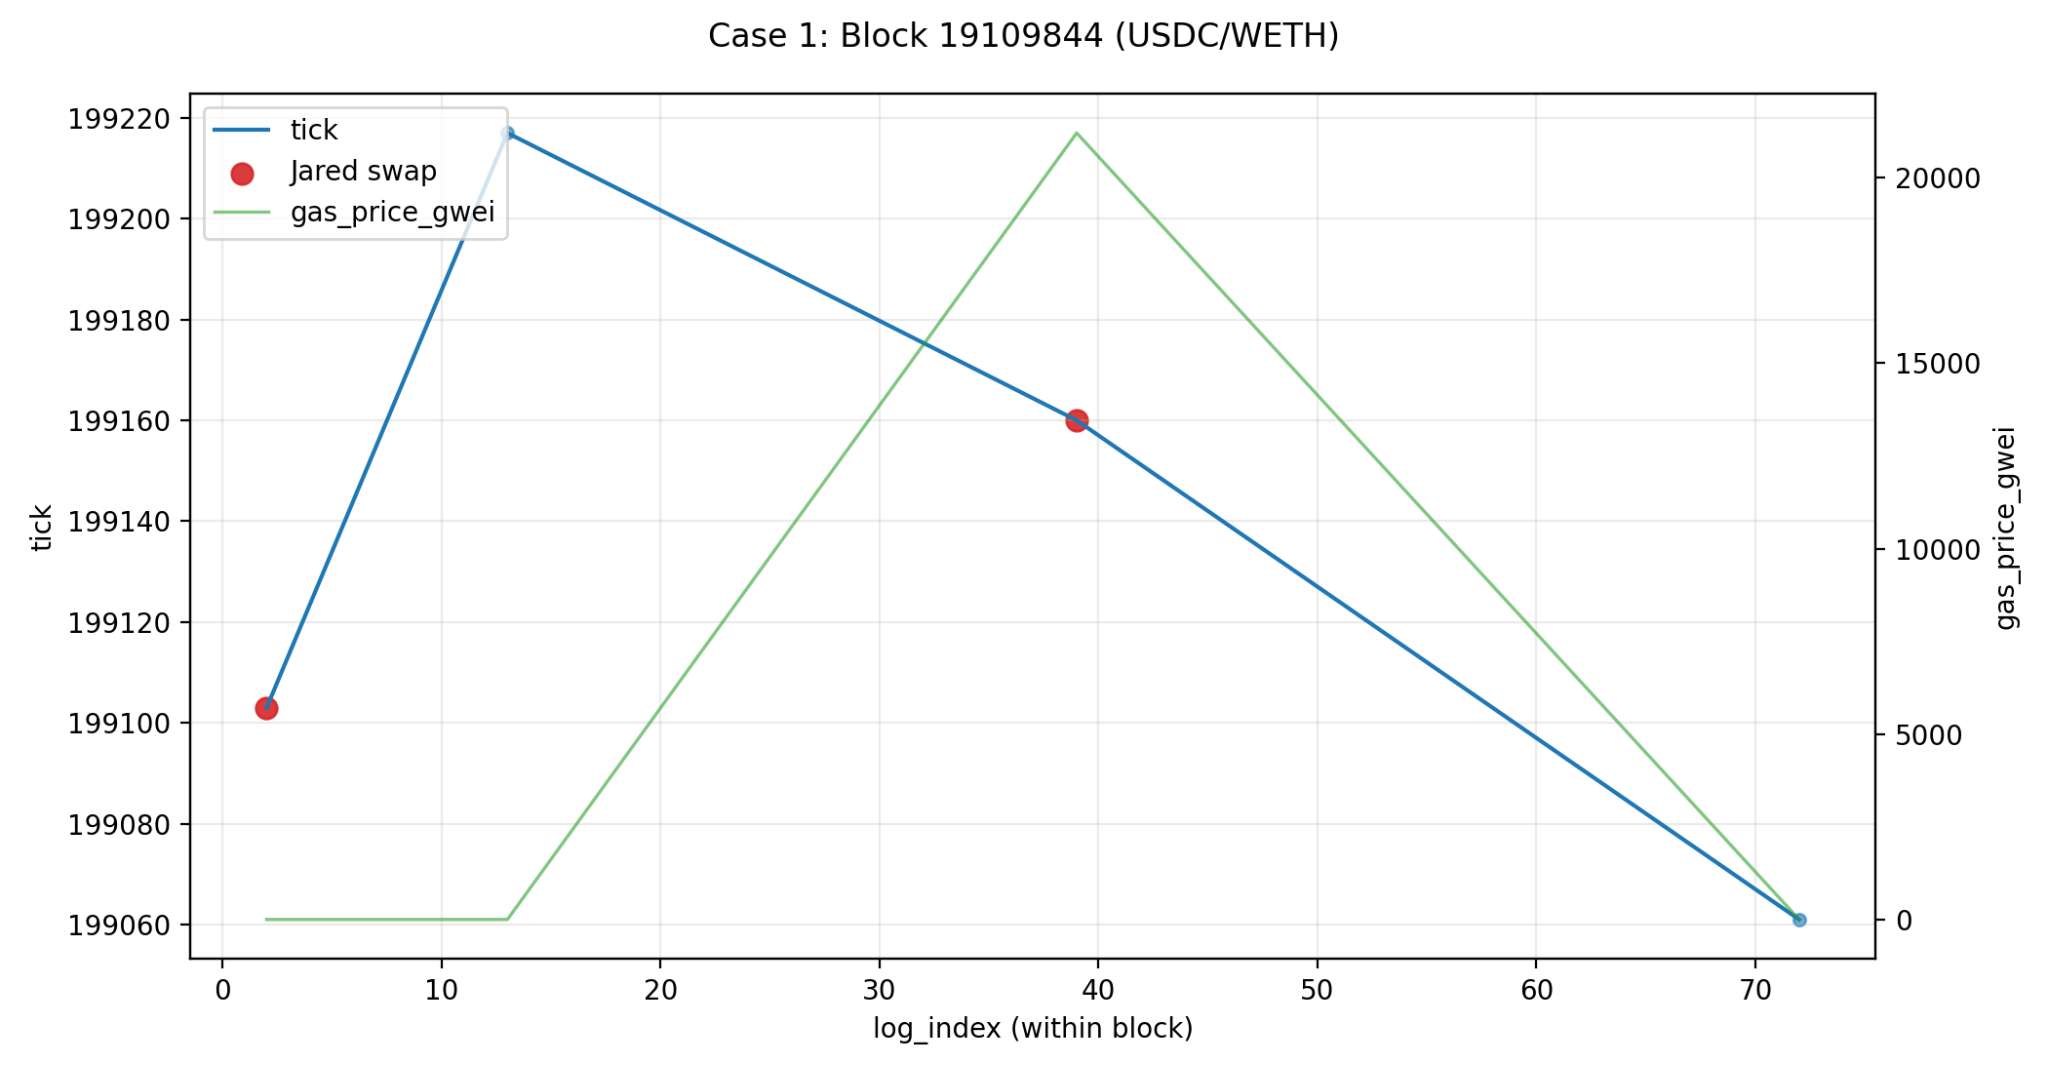 Case 1: Block 19109844 (USDC/WETH)
tick
Jared swap
gas_price_gwei
199220
199200
199180
199160
199140
199120
199100
199080
199060
tick
20000
15000
10000
5000
0
gas_price_gwei
0 10 20 30 40 50 60 70
log_index (within block)